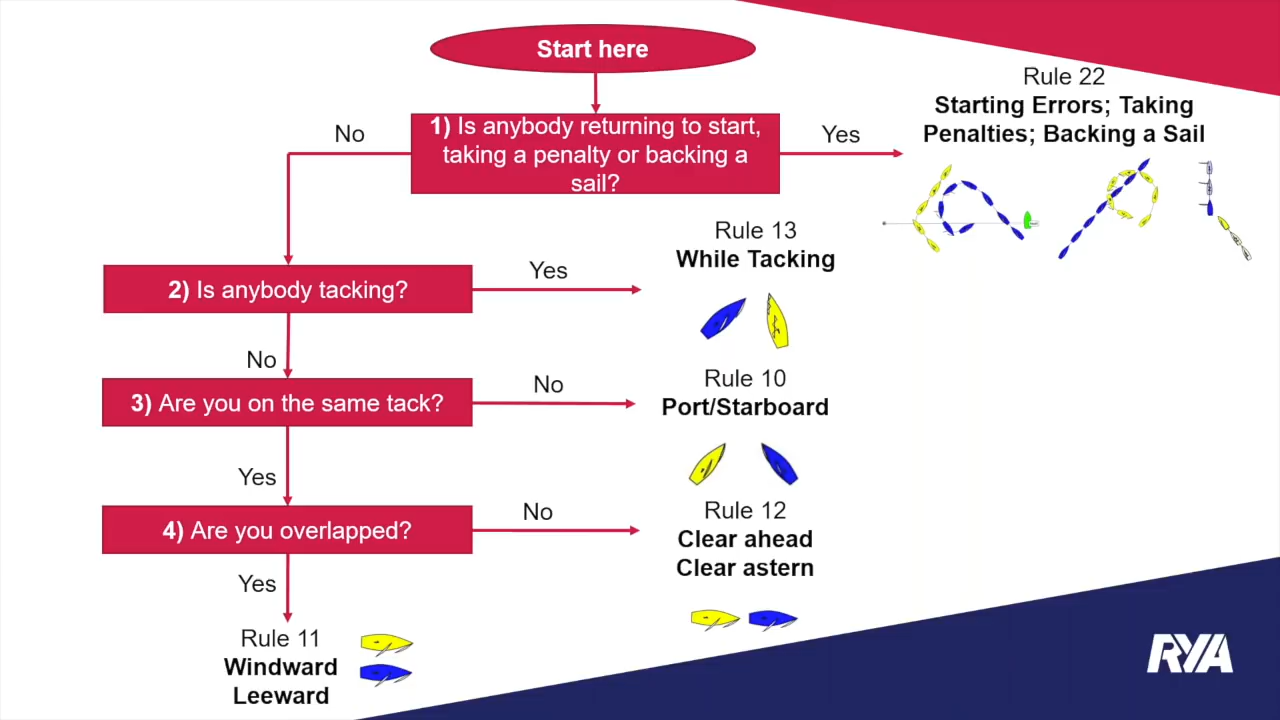 Start here
1) Is anybody returning to start,
taking a penalty or backing a
sail?
No
Yes
Rule 22
Starting Errors; Taking
Penalties; Backing a Sail
2) Is anybody tacking?
Yes
Rule 13
While Tacking
No
3) Are you on the same tack?
No
Rule 10
Port/Starboard
Yes
4) Are you overlapped?
No
Rule 12
Clear ahead
Clear astern
Yes
Rule 11
Windward
Leeward
RYA